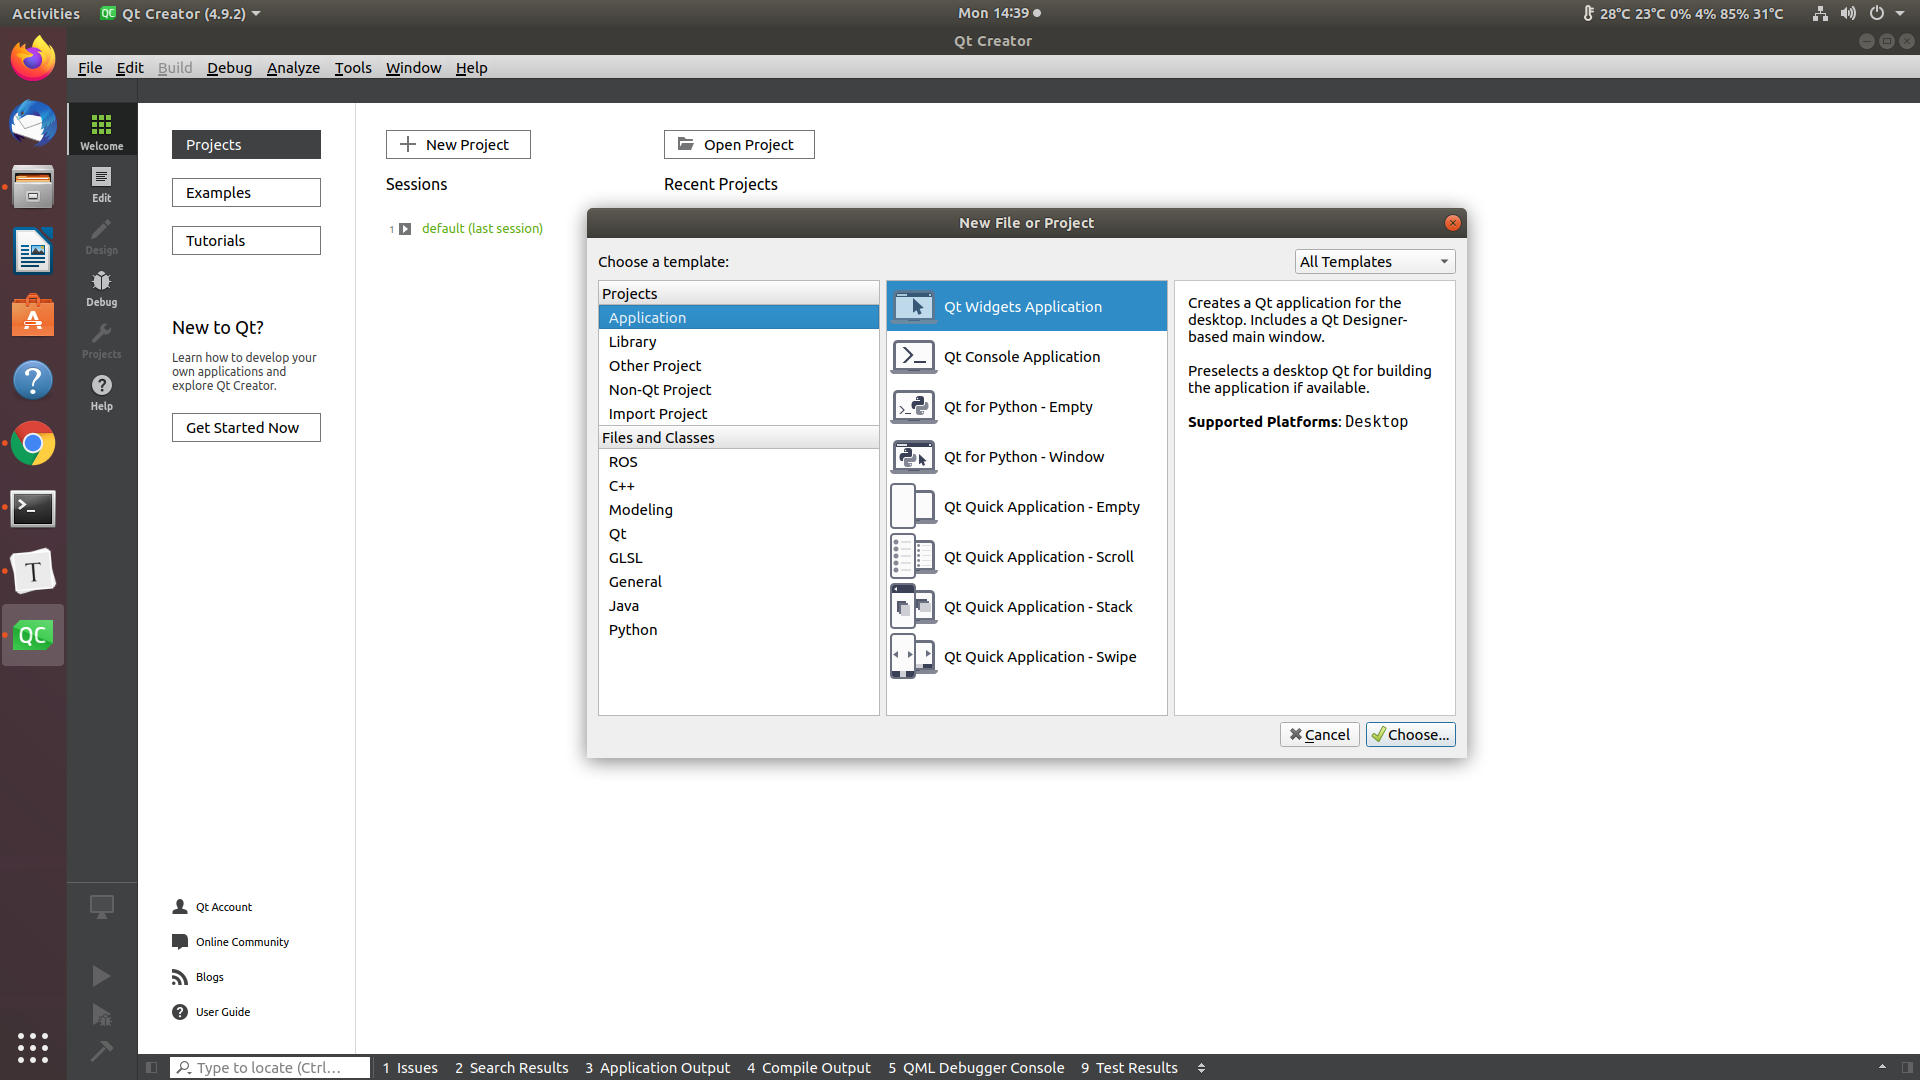 Activities
Qt Creator (4.9.2)
Mon 14:39
28°C 23°C 0% 4% 85% 31°C
Qt Creator
File Edit Build Debug Analyze Tools Window Help
Welcome
Edit
Design
Debug
Projects
Help
Projects
Examples
Tutorials
New to Qt?
Learn how to develop your
own applications and
explore Qt Creator.
Get Started Now
Qt Account
Online Community
Blogs
User Guide
New Project
Open Project
Sessions
Recent Projects
1 default (last session)
New File or Project
Choose a template:
All Templates
Projects
Application
Library
Other Project
Non-Qt Project
Import Project
Files and Classes
ROS
C++
Modeling
Qt
GLSL
General
Java
Python
Qt Widgets Application
Qt Console Application
Qt for Python - Empty
Qt for Python - Window
Qt Quick Application - Empty
Qt Quick Application - Scroll
Qt Quick Application - Stack
Qt Quick Application - Swipe
Creates a Qt application for the
desktop. Includes a Qt Designer-
based main window.
Preselects a desktop Qt for building
the application if available.
Supported Platforms: Desktop
Cancel
Choose...
T
QC
Type to locate (Ctrl...
1 Issues
2 Search Results
3 Application Output
4 Compile Output
5 QML Debugger Console
9 Test Results